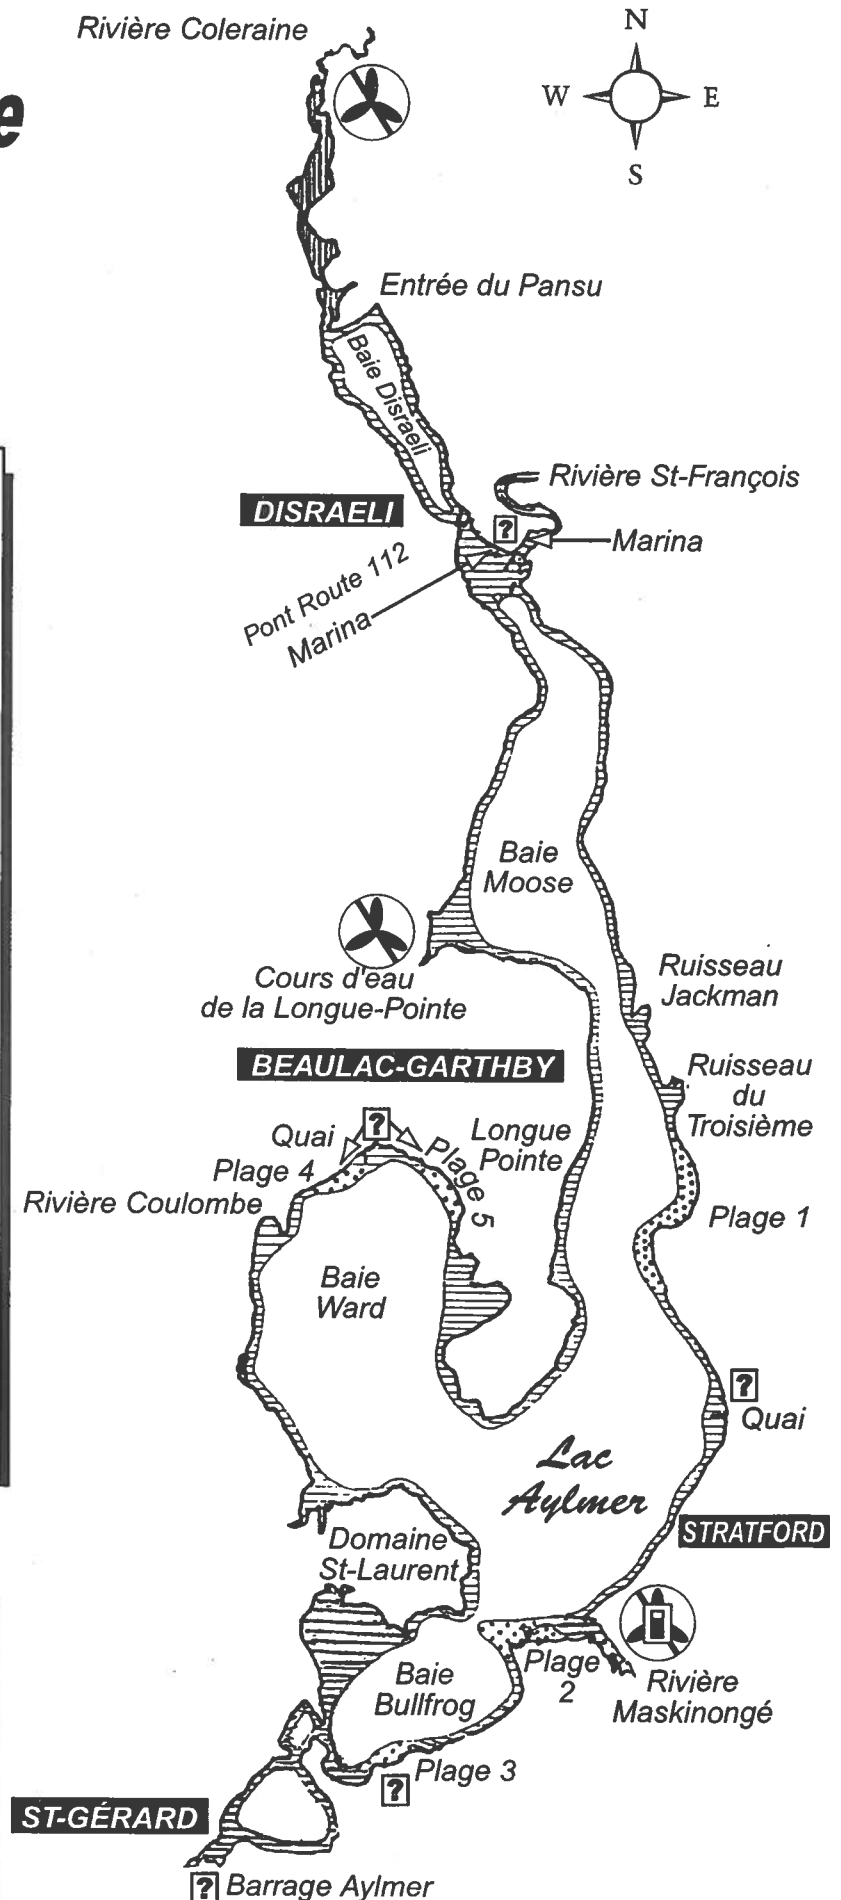 Rivière Coleraine
N
W
E
S
e
Entrée du Pansu
Baie Disraeli
Rivière St-François
DISRAELI
?
Marina
Pont Route 112
Marina
Baie
Moose
Cours d'eau
de la Longue-Pointe
Ruisseau
Jackman
BEAULAC-GARTHBY
Ruisseau
du
Troisième
?
Quai
Plage 4
Plage 5
Longue
Pointe
Rivière Coulombe
Plage 1
Baie
Ward
?
Quai
Lac
Aylmer
STRATFORD
Domaine
St-Laurent
Plage
2
Rivière
Maskinongé
Baie
Bullfrog
Plage 3
?
ST-GÉRARD
? Barrage Aylmer